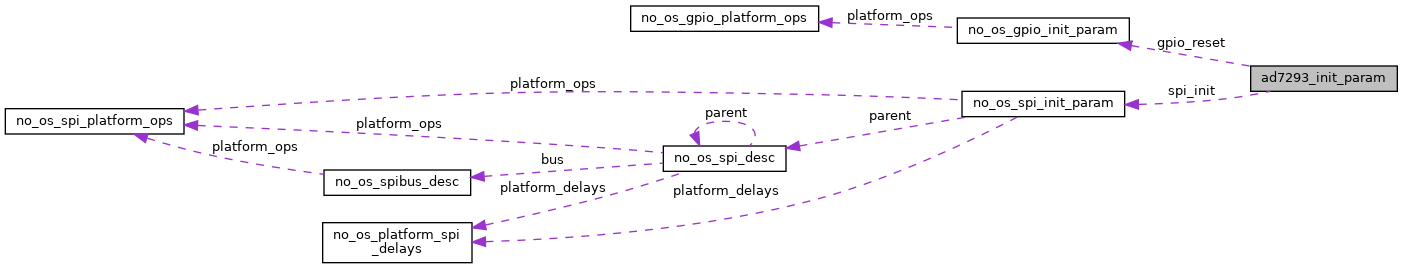 no_os_gpio_platform_ops
platform_ops
no_os_gpio_init_param
gpio_reset
ad7293_init_param
spi_init
platform_ops
no_os_spi_init_param
no_os_spi_platform_ops
platform_ops
parent
parent
platform_ops
bus
no_os_spi_desc
no_os_spibus_desc
platform_delays
platform_delays
no_os_platform_spi
_delays